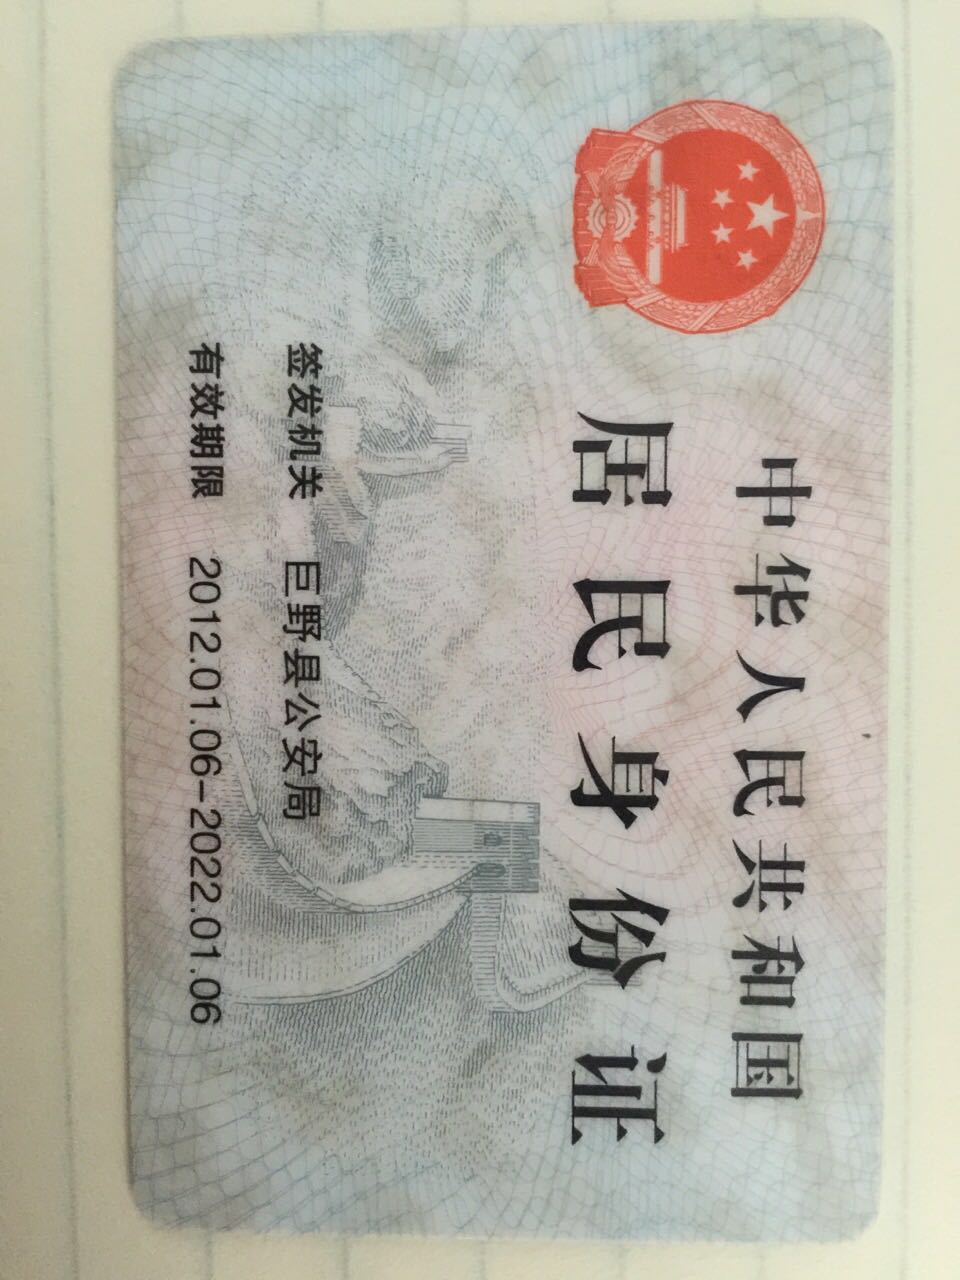 中华人民共和国
居民身份证
签发机关 巨野县公安局
有效期限 2012.01.06-2022.01.06